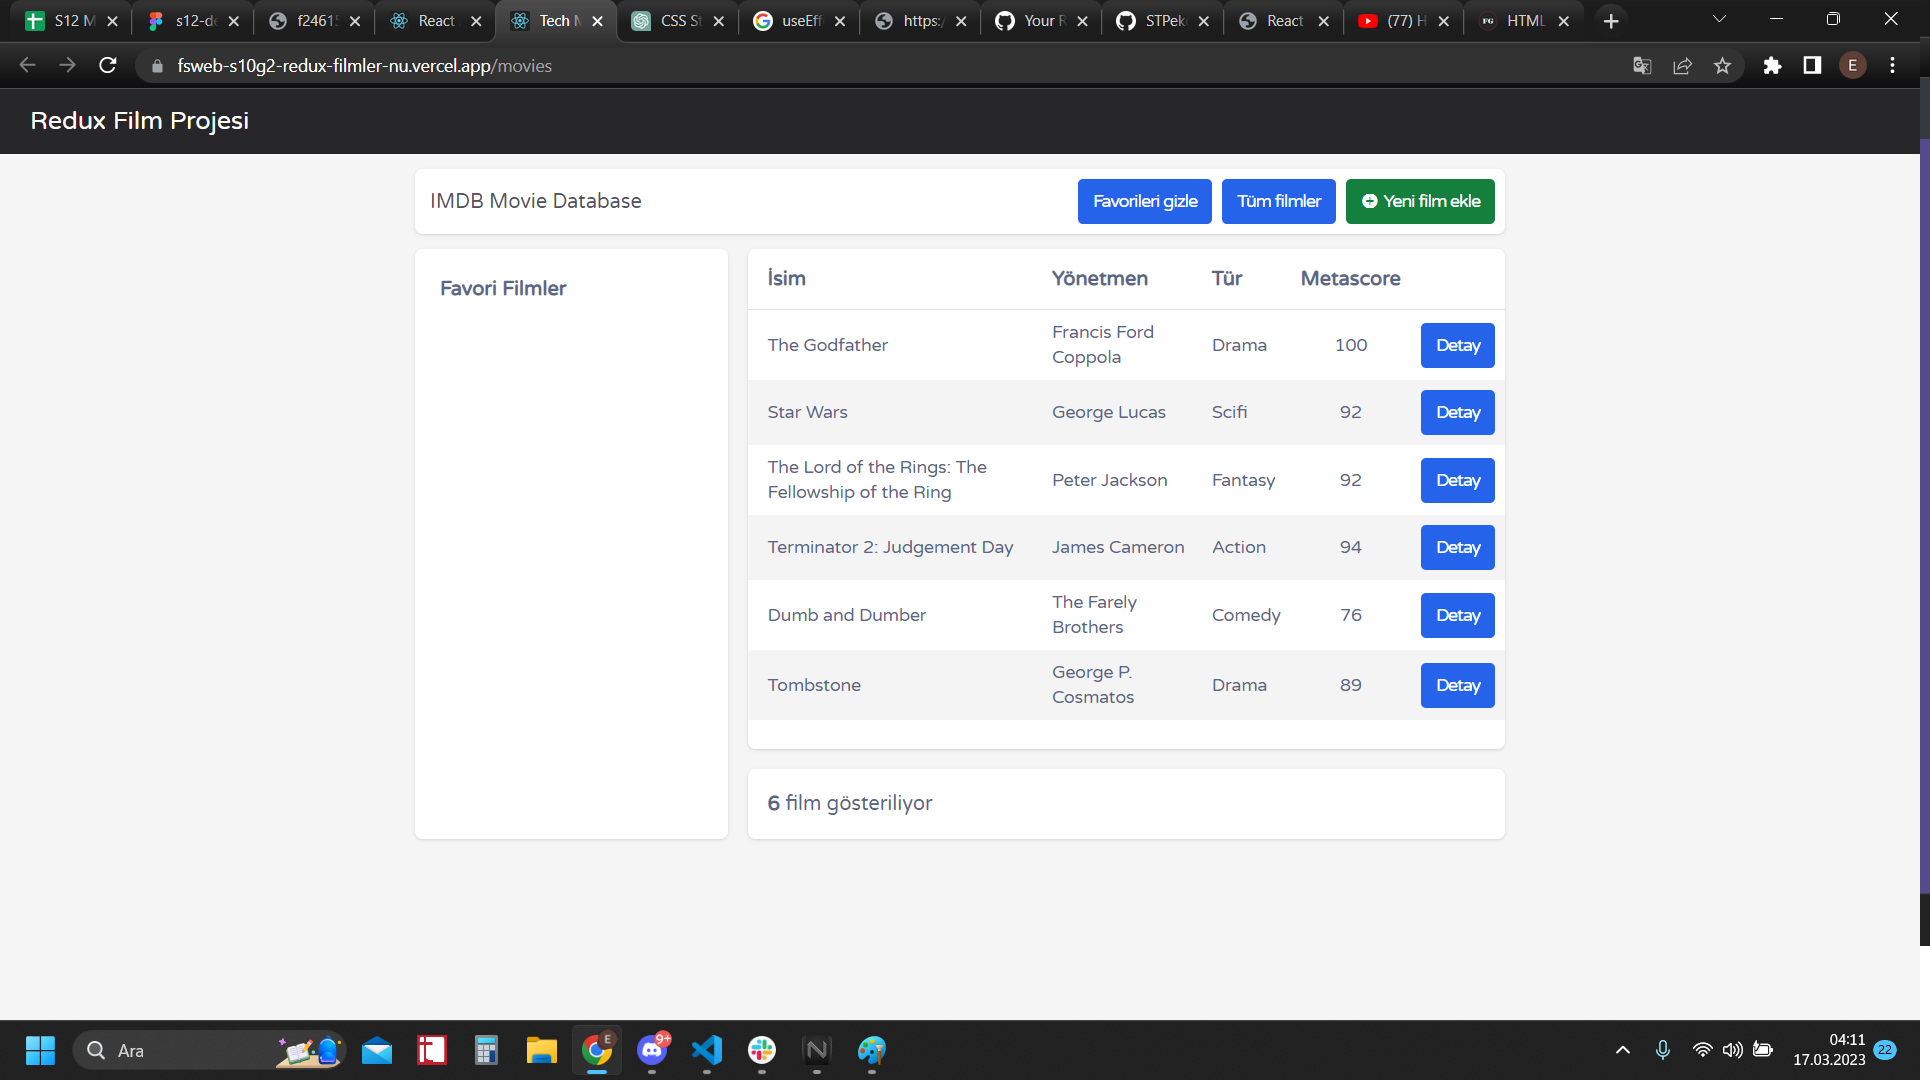 S12 M
s12-de
f2461
React
Tech M
CSS St
useEff
https:/
Your R
STPek
React
(77) H
FG HTML
fsweb-s10g2-redux-filmler-nu.vercel.app/movies
E
Redux Film Projesi
IMDB Movie Database
Favorileri gizle
Tüm filmler
Yeni film ekle
Favori Filmler
İsim Yönetmen Tür Metascore
The Godfather Francis Ford Coppola Drama 100 Detay
Star Wars George Lucas Scifi 92 Detay
The Lord of the Rings: The Fellowship of the Ring Peter Jackson Fantasy 92 Detay
Terminator 2: Judgement Day James Cameron Action 94 Detay
Dumb and Dumber The Farely Brothers Comedy 76 Detay
Tombstone George P. Cosmatos Drama 89 Detay
6 film gösteriliyor
Ara
E
9+
04:11
17.03.2023
22